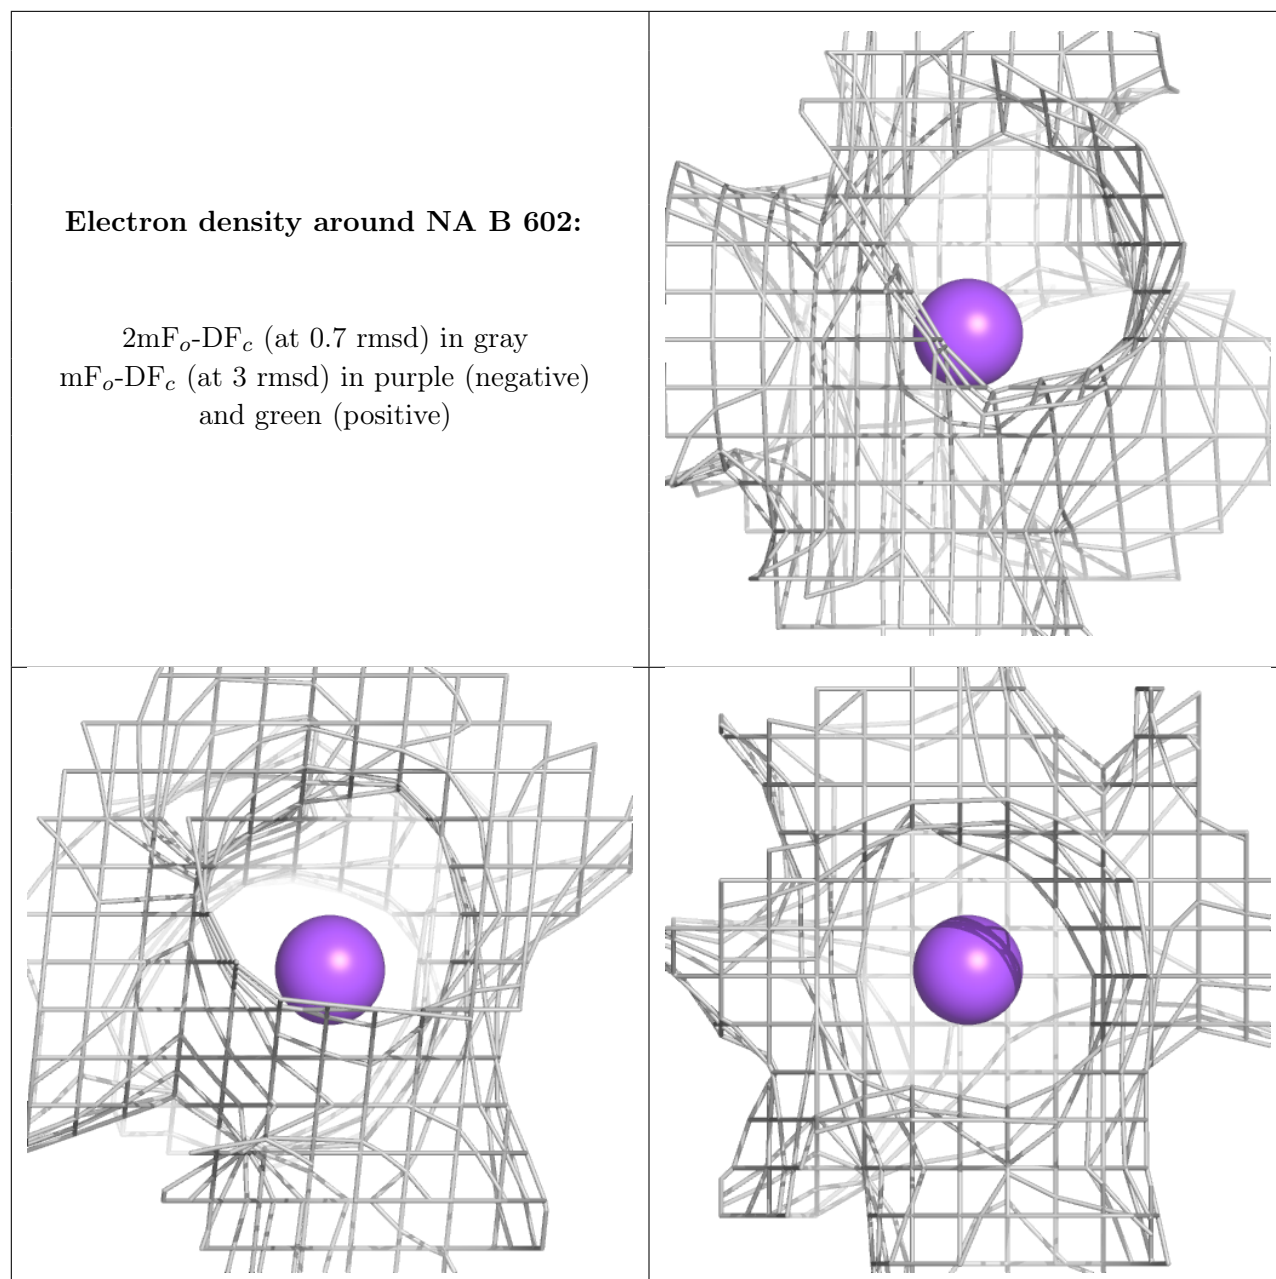 Electron density around NA B 602:
2mFo-DFc (at 0.7 rmsd) in gray
mFo-DFc (at 3 rmsd) in purple (negative)
and green (positive)